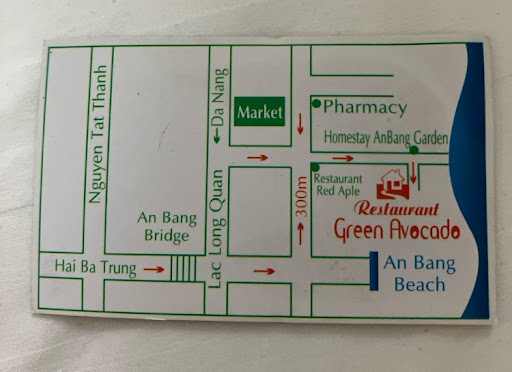 Nguyen Tat Thanh
Da Nang
Market
Pharmacy
Homestay AnBang Garden
Restaurant
Red Aple
Restaurant
Green Avocado
300m
Lac Long Quan
An Bang
Bridge
Hai Ba Trung
An Bang
Beach